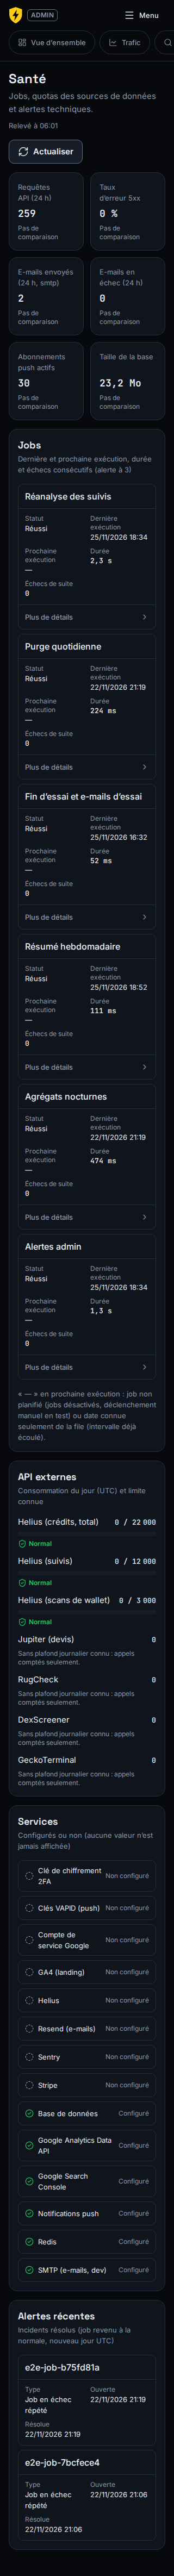 ADMIN
Menu
Vue d'ensemble
Trafic
Santé
Jobs, quotas des sources de données
et alertes techniques.
Relevé à 06:01
Actualiser
Requêtes
API (24 h)
259
Pas de
comparaison
Taux
d'erreur 5xx
0 %
Pas de
comparaison
E-mails envoyés
(24 h, smtp)
2
Pas de
comparaison
E-mails en
échec (24 h)
0
Pas de
comparaison
Abonnements
push actifs
30
Pas de
comparaison
Taille de la base
23,2 Mo
Pas de
comparaison
Jobs
Dernière et prochaine exécution, durée
et échecs consécutifs (alerte à 3)
Réanalyse des suivis
Statut
Réussi
Dernière
exécution
25/11/2026 18:34
Prochaine
exécution
—
Durée
2,3 s
Échecs de suite
0
Plus de détails
Purge quotidienne
Statut
Réussi
Dernière
exécution
22/11/2026 21:19
Prochaine
exécution
—
Durée
224 ms
Échecs de suite
0
Plus de détails
Fin d'essai et e-mails d'essai
Statut
Réussi
Dernière
exécution
25/11/2026 16:32
Prochaine
exécution
—
Durée
52 ms
Échecs de suite
0
Plus de détails
Résumé hebdomadaire
Statut
Réussi
Dernière
exécution
25/11/2026 18:52
Prochaine
exécution
—
Durée
111 ms
Échecs de suite
0
Plus de détails
Agrégats nocturnes
Statut
Réussi
Dernière
exécution
22/11/2026 21:19
Prochaine
exécution
—
Durée
474 ms
Échecs de suite
0
Plus de détails
Alertes admin
Statut
Réussi
Dernière
exécution
25/11/2026 18:34
Prochaine
exécution
—
Durée
1,3 s
Échecs de suite
0
Plus de détails
« — » en prochaine exécution : job non
planifié (jobs désactivés, déclenchement
manuel en test) ou date connue
seulement de la file (intervalle déjà
écoulé).
API externes
Consommation du jour (UTC) et limite
connue
Helius (crédits, total) 0 / 22 000
Normal
Helius (suivis) 0 / 12 000
Normal
Helius (scans de wallet) 0 / 3 000
Normal
Jupiter (devis) 0
Sans plafond journalier connu : appels
comptés seulement.
RugCheck 0
Sans plafond journalier connu : appels
comptés seulement.
DexScreener 0
Sans plafond journalier connu : appels
comptés seulement.
GeckoTerminal 0
Sans plafond journalier connu : appels
comptés seulement.
Services
Configurés ou non (aucune valeur n'est
jamais affichée)
Clé de chiffrement
2FA
Non configuré
Clés VAPID (push) Non configuré
Compte de
service Google
Non configuré
GA4 (landing) Non configuré
Helius Non configuré
Resend (e-mails) Non configuré
Sentry Non configuré
Stripe Non configuré
Base de données Configuré
Google Analytics Data
API
Configuré
Google Search
Console
Configuré
Notifications push Configuré
Redis Configuré
SMTP (e-mails, dev) Configuré
Alertes récentes
Incidents résolus (job revenu à la
normale, nouveau jour UTC)
e2e-job-b75fd81a
Type
Job en échec
répété
Ouverte
22/11/2026 21:19
Résolue
22/11/2026 21:19
e2e-job-7bcfece4
Type
Job en échec
répété
Ouverte
22/11/2026 21:06
Résolue
22/11/2026 21:06